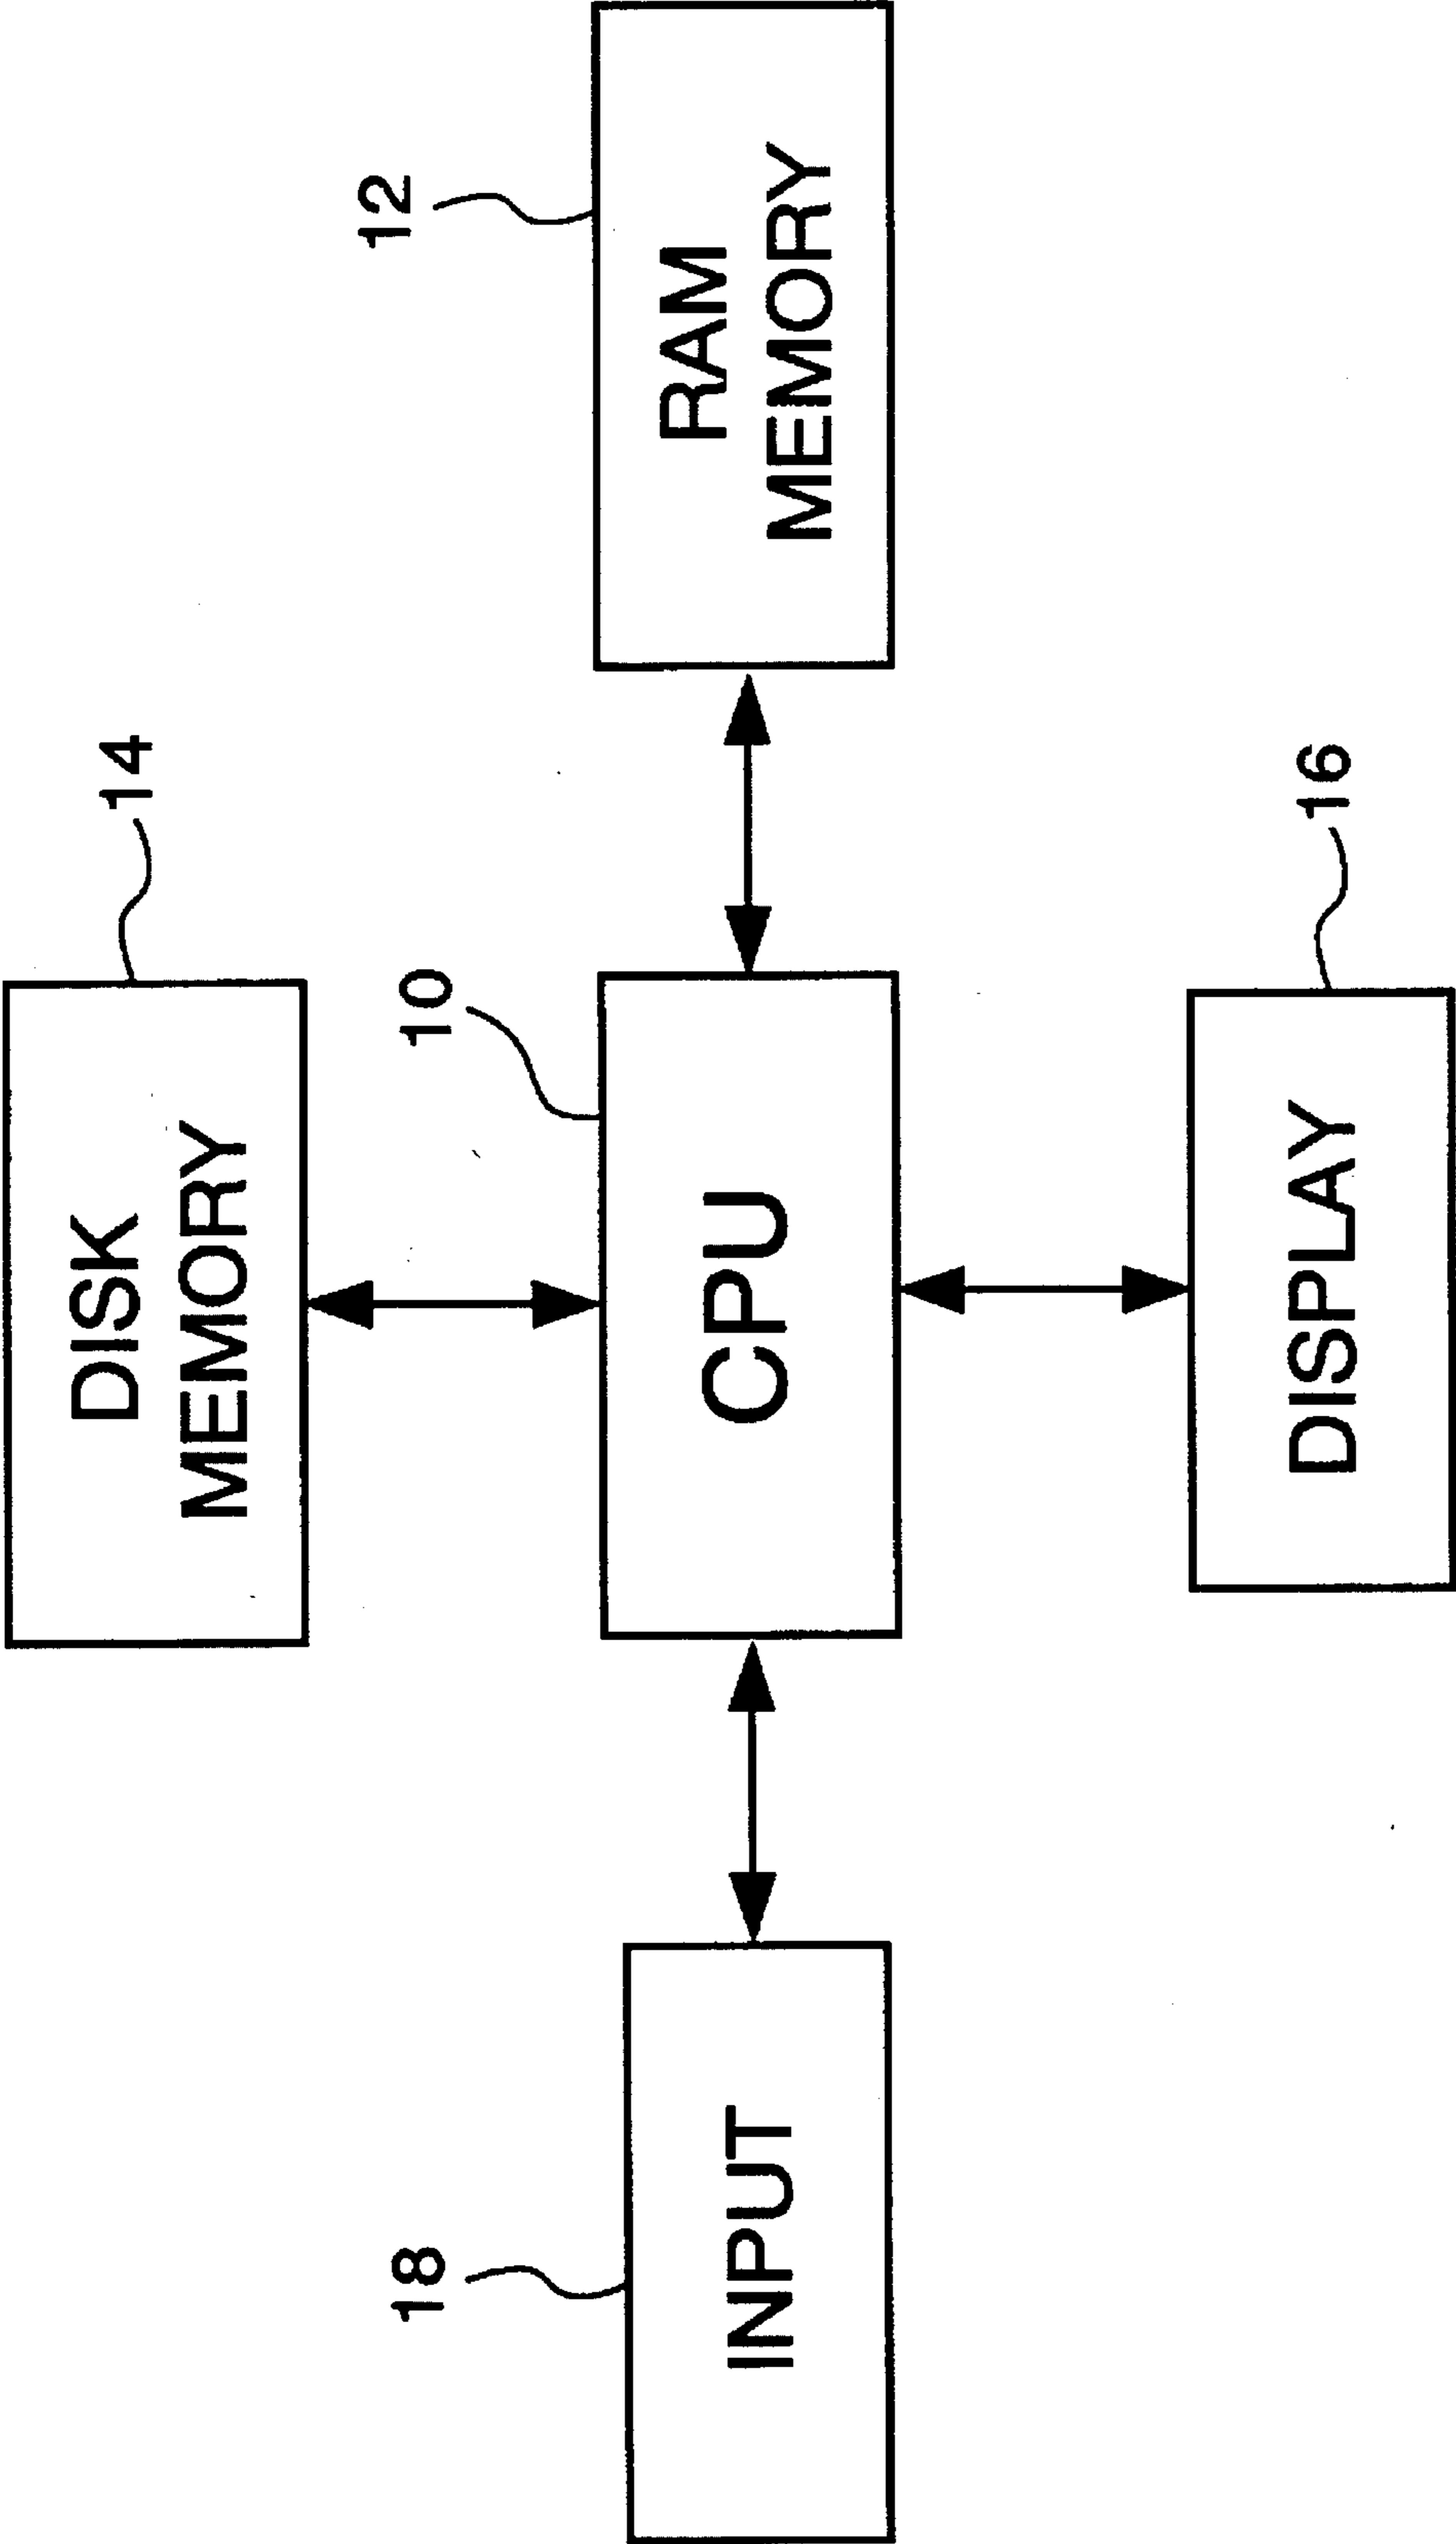 14
DISK
MEMORY
18
INPUT
10
CPU
12
RAM
MEMORY
16
DISPLAY